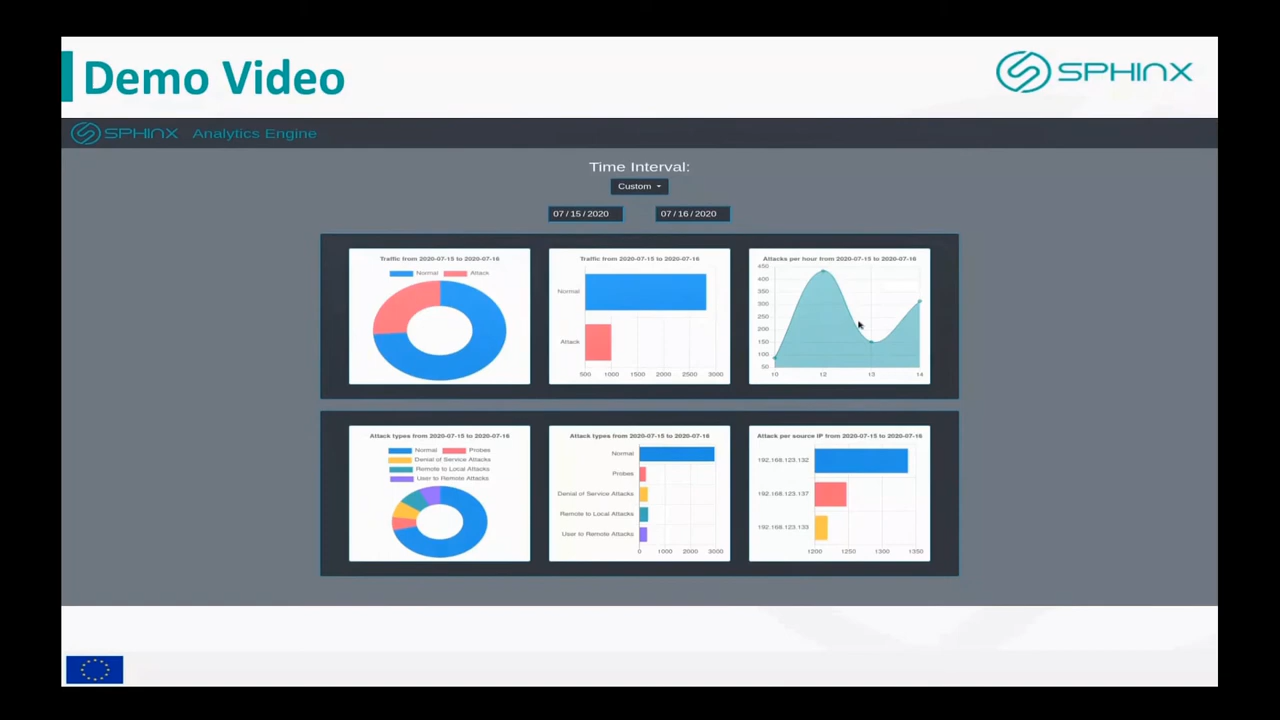 Demo Video
SPHINX
SPHINX Analytics Engine
Time Interval:
Custom
07 / 15 / 2020
07 / 16 / 2020
Traffic from 2020-07-15 to 2020-07-16
Normal
Attack
Traffic from 2020-07-15 to 2020-07-16
Normal
Attack
500 1000 1500 2000 2500 3000
Attacks per hour from 2020-07-15 to 2020-07-16
450
400
350
300
250
200
150
100
50
10 12 13 14
Attack types from 2020-07-15 to 2020-07-16
Normal Probes
Denial of Service Attacks
Remote to Local Attacks
User to Remote Attacks
Attack types from 2020-07-15 to 2020-07-16
Normal
Probes
Denial of Service Attacks
Remote to Local Attacks
User to Remote Attacks
0 1000 2000 3000
Attack per source IP from 2020-07-15 to 2020-07-16
192.168.123.132
192.168.123.137
192.168.123.133
1200 1250 1300 1350